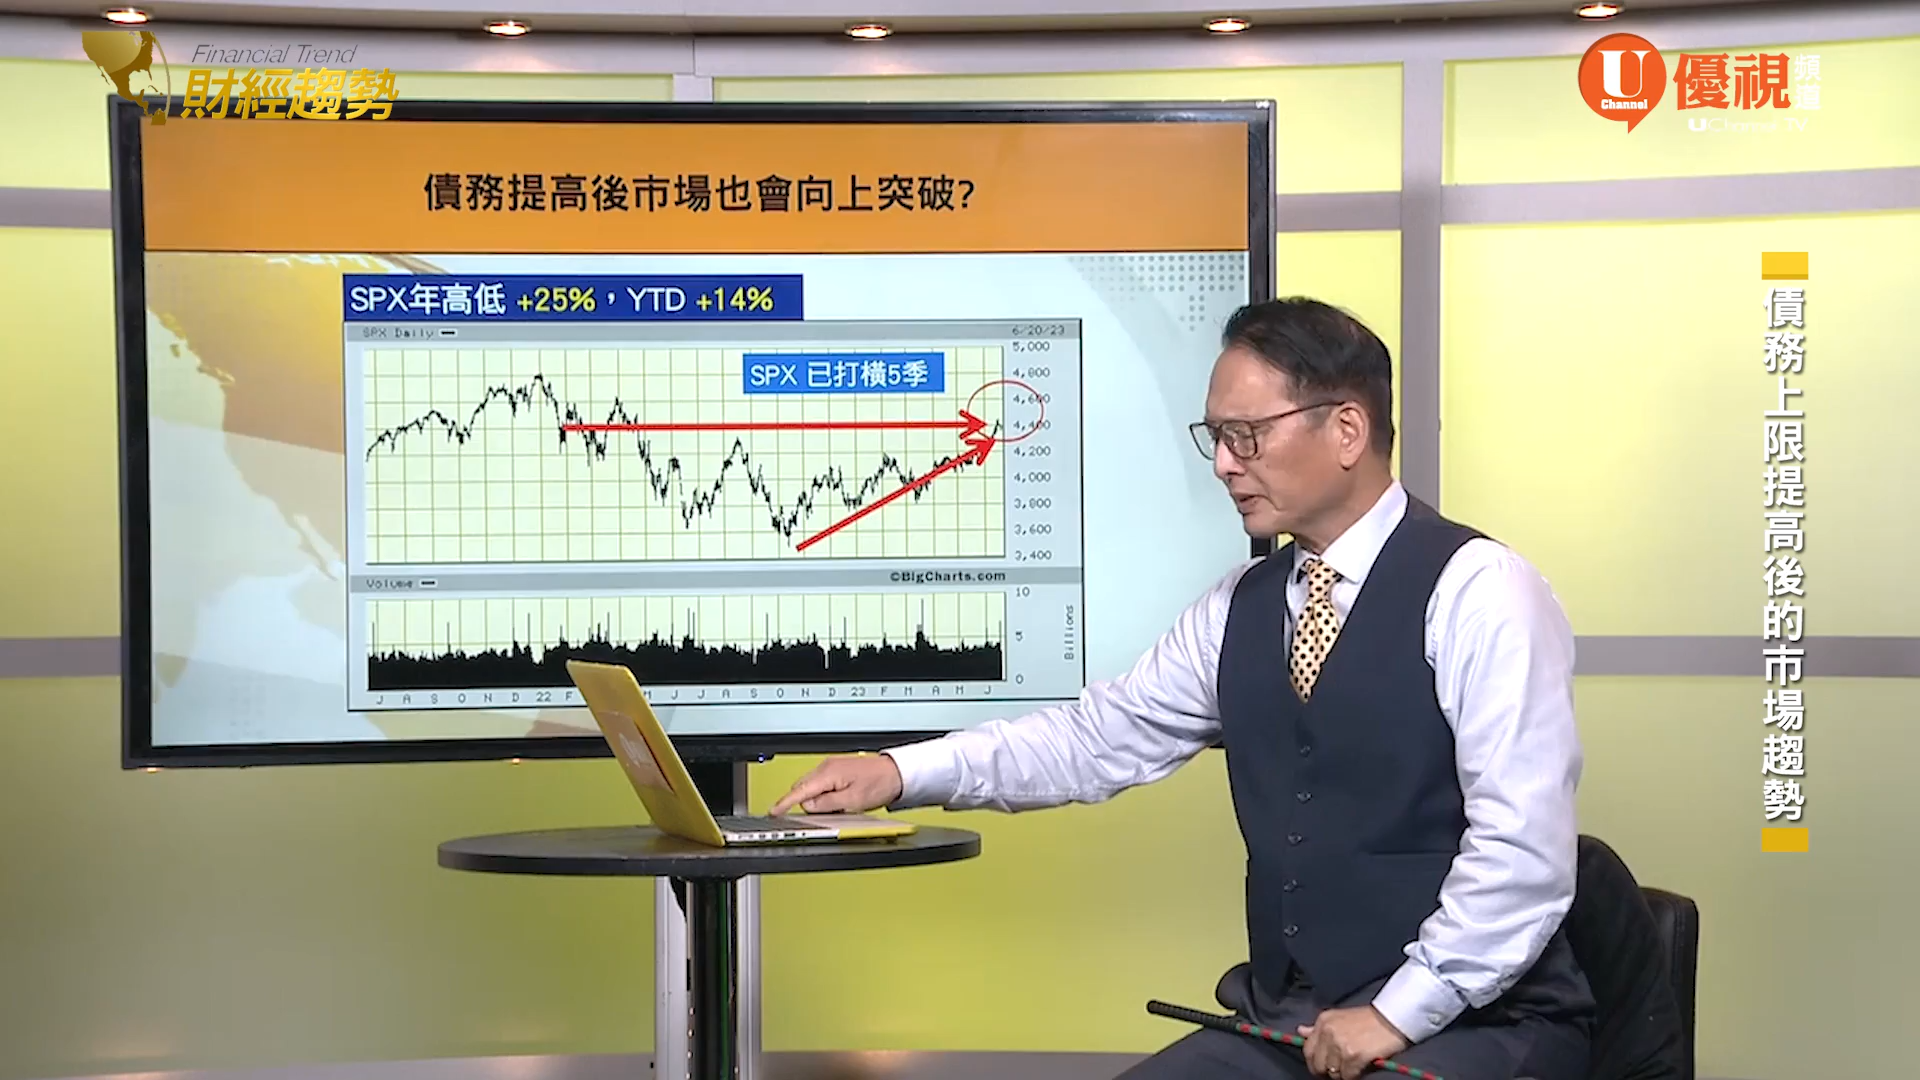 Financial Trend
財經趨勢
U
Channel
優視
頻道
UChannel TV
債務提高後市場也會向上突破?
SPX年高低 +25%，YTD +14%
SPX Daily
6/20/23
SPX 已打橫5季
5,000
4,800
4,600
4,400
4,200
4,000
3,800
3,600
3,400
Volume
©BigCharts.com
10
5
0
Billions
J A S O N D 22 F M J J A S O N D 23 F M A M J
債務上限提高後的市場趨勢